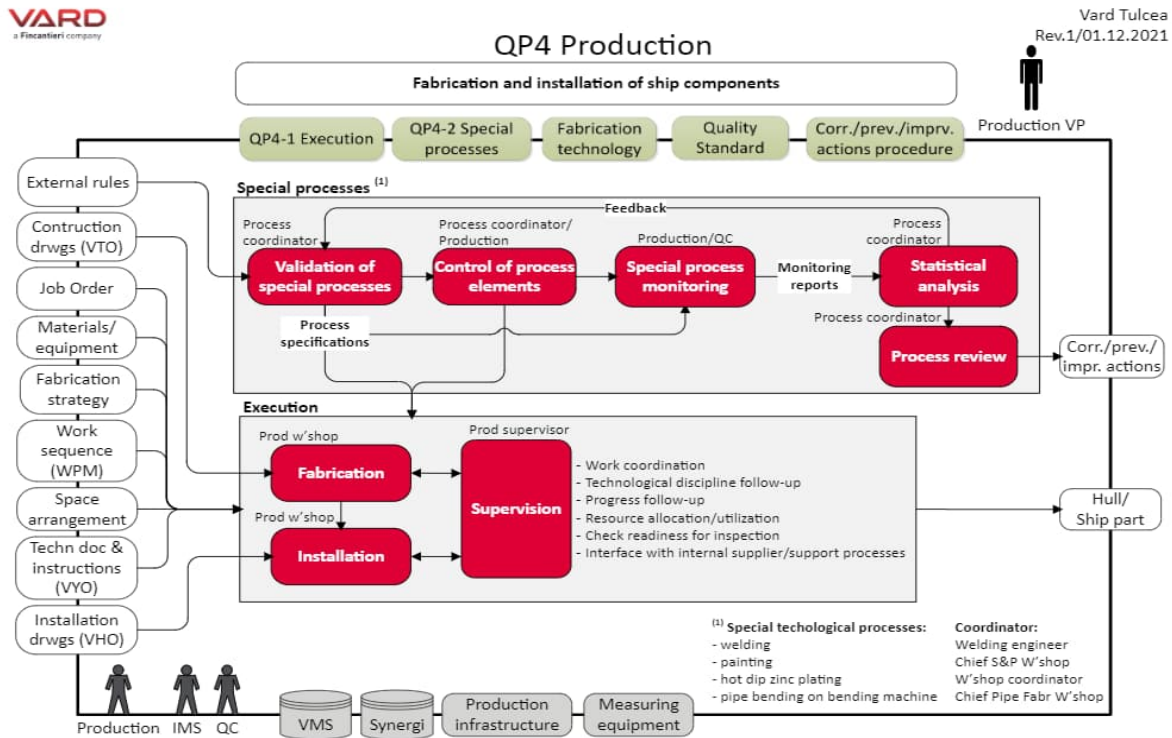 VARD
a Fincantieri company
Vard Tulcea
Rev.1/01.12.2021
QP4 Production
Fabrication and installation of ship components
Production VP
QP4-1 Execution
QP4-2 Special
processes
Fabrication
technology
Quality
Standard
Corr./prev./imprv.
actions procedure
External rules
Contruction
drwgs (VTO)
Job Order
Materials/
equipment
Fabrication
strategy
Work
sequence
(WPM)
Space
arrangement
Techn doc &
instructions
(VYO)
Installation
drwgs (VHO)
Special processes (1)
Feedback
Process
coordinator
Validation of
special processes
Process coordinator/
Production
Control of process
elements
Production/QC
Special process
monitoring
Monitoring
reports
Process
coordinator
Statistical
analysis
Process
specifications
Process coordinator
Process review
Corr./prev./
impr. actions
Execution
Prod w'shop
Fabrication
Prod w'shop
Installation
Prod supervisor
Supervision
- Work coordination
- Technological discipline follow-up
- Progress follow-up
- Resource allocation/utilization
- Check readiness for inspection
- Interface with internal supplier/support processes
Hull/
Ship part
(1) Special techological processes: Coordinator:
- welding Welding engineer
- painting Chief S&P W'shop
- hot dip zinc plating W'shop coordinator
- pipe bending on bending machine Chief Pipe Fabr W'shop
Production
IMS
QC
VMS
Synergi
Production
infrastructure
Measuring
equipment